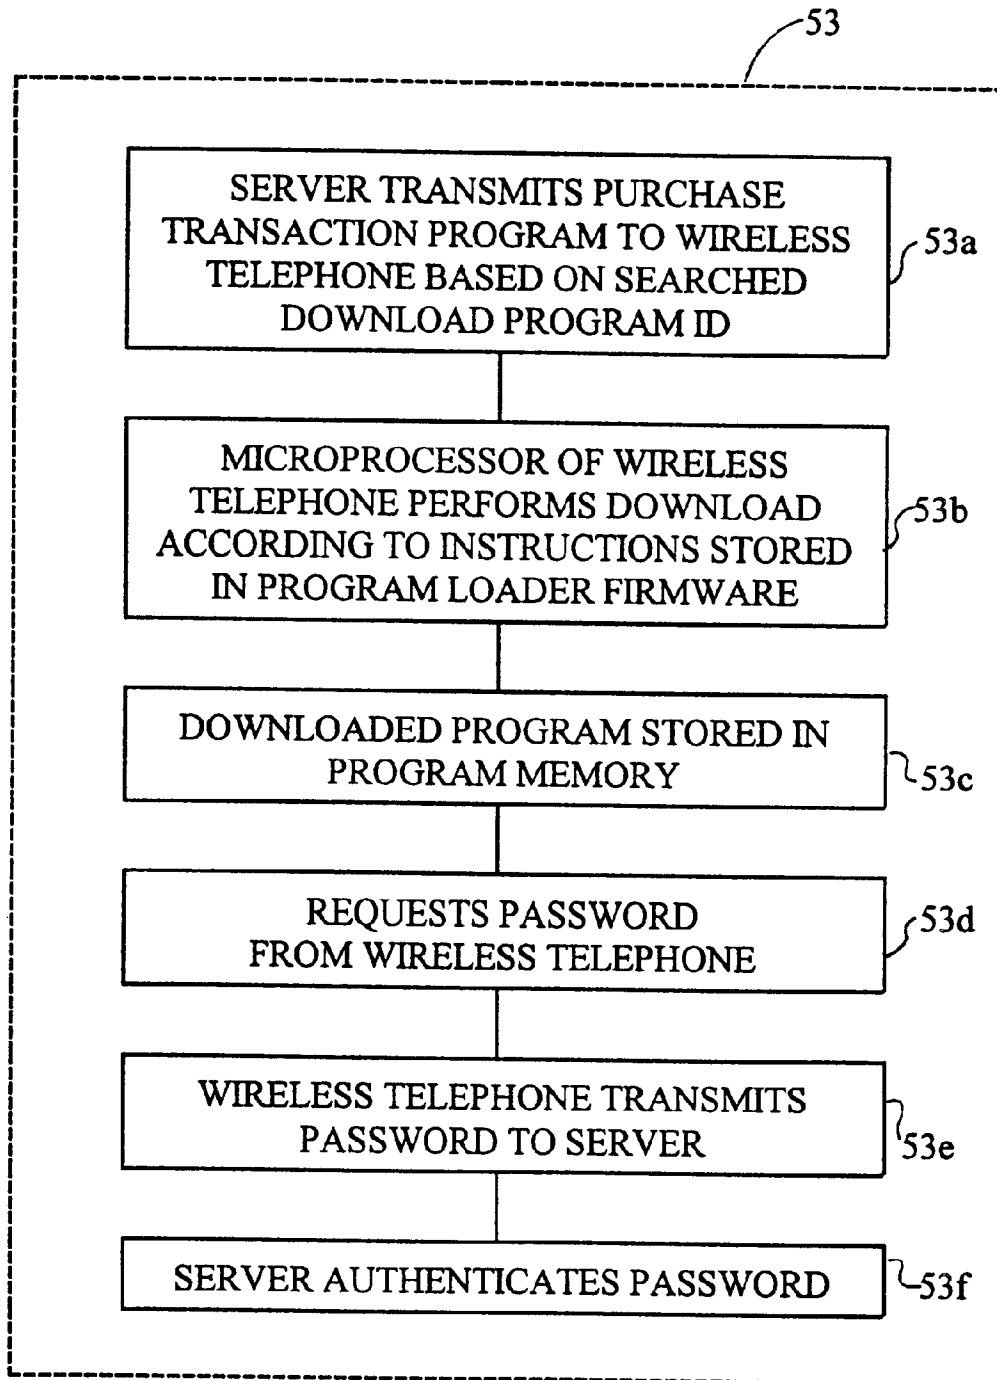 53
SERVER TRANSMITS PURCHASE
TRANSACTION PROGRAM TO WIRELESS
TELEPHONE BASED ON SEARCHED
DOWNLOAD PROGRAM ID
53a
MICROPROCESSOR OF WIRELESS
TELEPHONE PERFORMS DOWNLOAD
ACCORDING TO INSTRUCTIONS STORED
IN PROGRAM LOADER FIRMWARE
53b
DOWNLOADED PROGRAM STORED IN
PROGRAM MEMORY
53c
REQUESTS PASSWORD
FROM WIRELESS TELEPHONE
53d
WIRELESS TELEPHONE TRANSMITS
PASSWORD TO SERVER
53e
SERVER AUTHENTICATES PASSWORD
53f